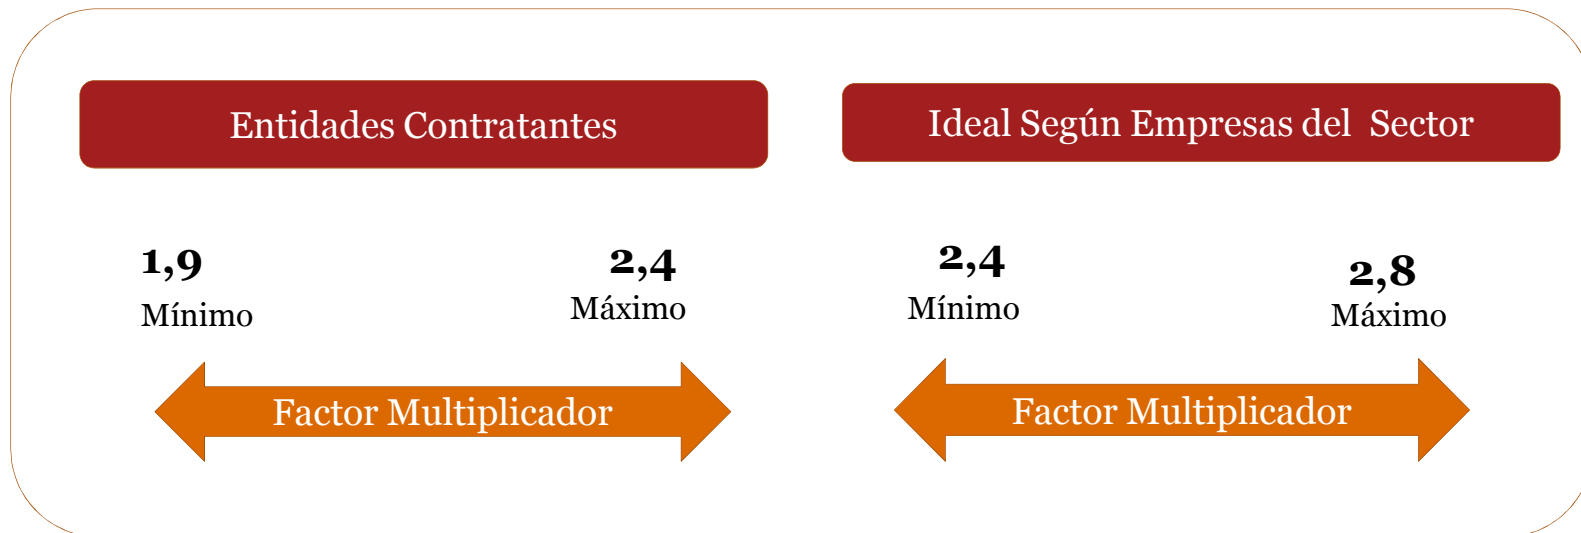 Entidades Contratantes
1,9
Mínimo
2,4
Máximo
Factor Multiplicador
Ideal Según Empresas del Sector
2,4
Mínimo
2,8
Máximo
Factor Multiplicador